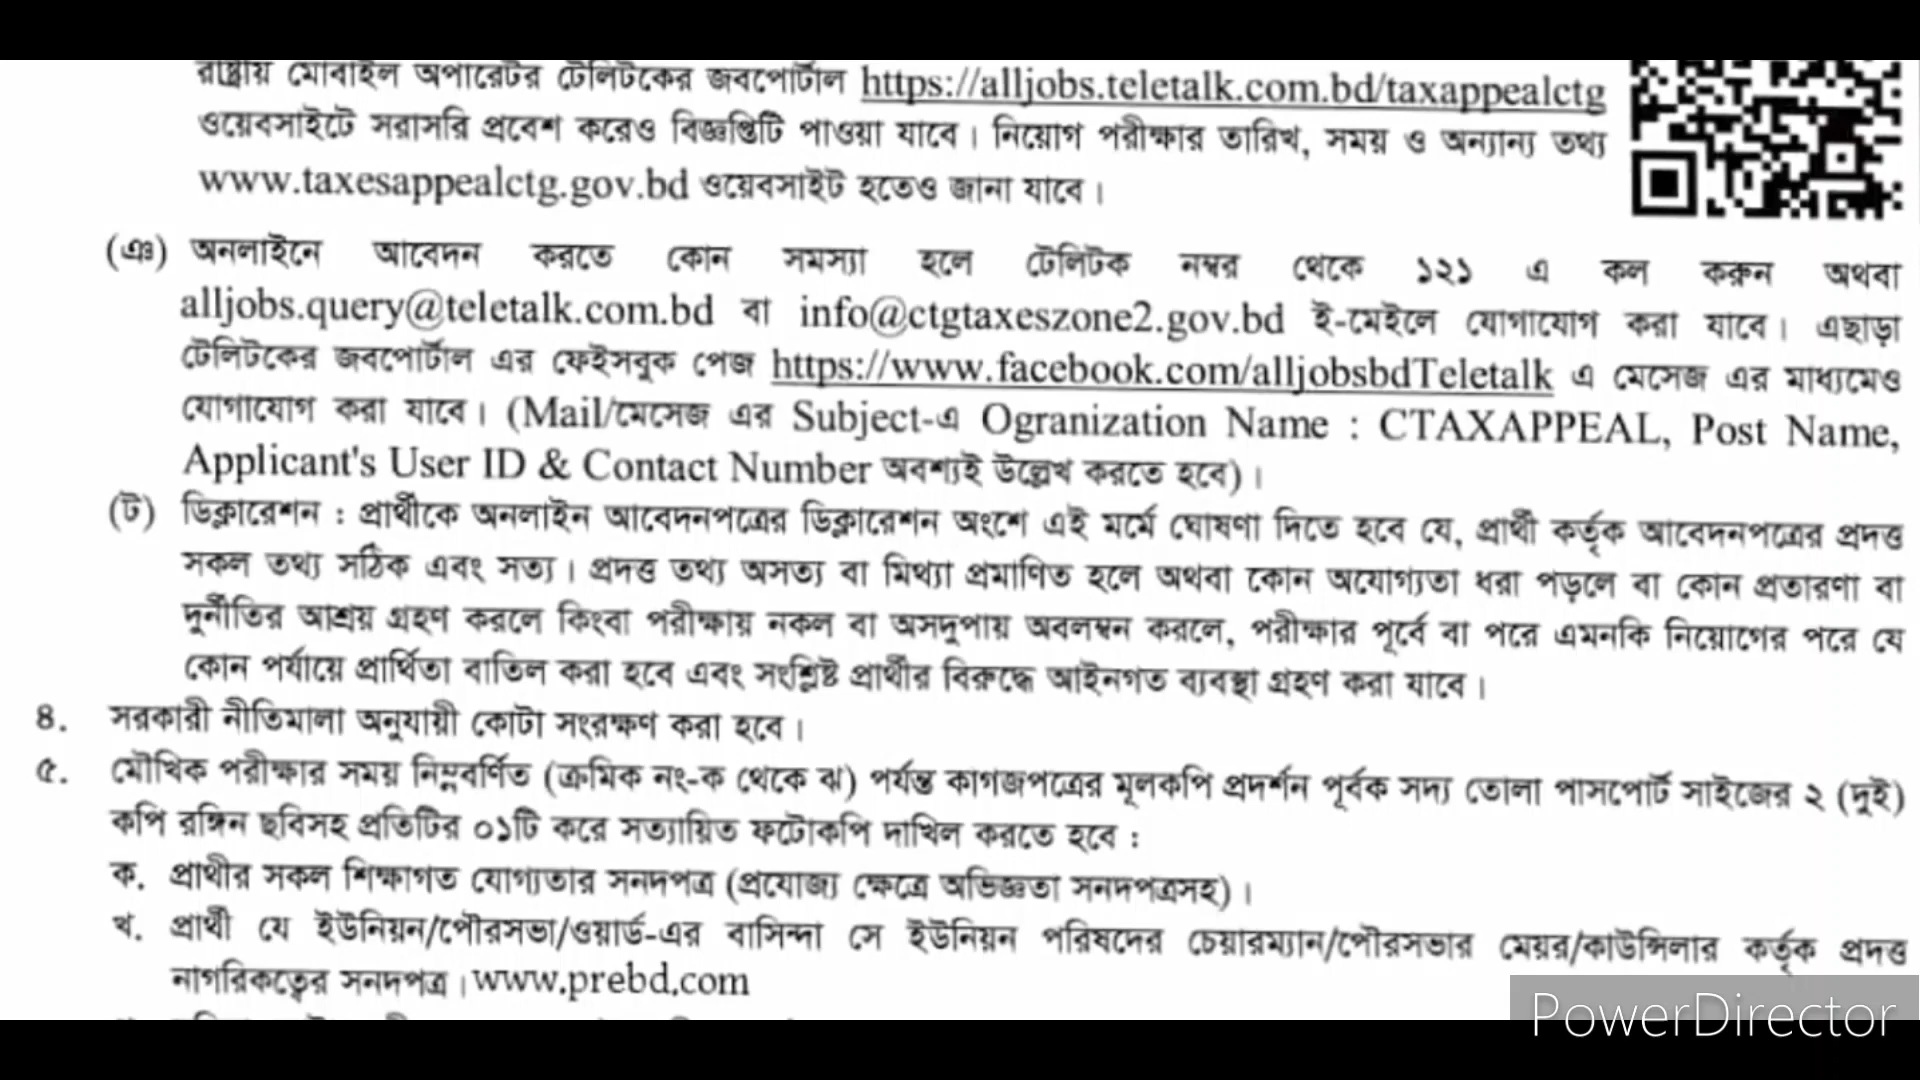 রাষ্ট্রীয় মোবাইল অপারেটর টেলিটকের জবপোর্টাল https://alljobs.teletalk.com.bd/taxappealctg
ওয়েবসাইটে সরাসরি প্রবেশ করেও বিজ্ঞপ্তিটি পাওয়া যাবে। নিয়োগ পরীক্ষার তারিখ, সময় ও অন্যান্য তথ্য
www.taxesappealctg.gov.bd ওয়েবসাইট হতেও জানা যাবে।
(ঞ) অনলাইনে আবেদন করতে কোন সমস্যা হলে টেলিটক নম্বর থেকে ১২১ এ কল করুন অথবা
alljobs.query@teletalk.com.bd বা info@ctgtaxeszone2.gov.bd ই-মেইলে যোগাযোগ করা যাবে। এছাড়া
টেলিটকের জবপোর্টাল এর ফেইসবুক পেজ https://www.facebook.com/alljobsbdTeletalk এ মেসেজ এর মাধ্যমেও
যোগাযোগ করা যাবে। (Mail/মেসেজ এর Subject-এ Ogranization Name : CTAXAPPEAL, Post Name,
Applicant's User ID & Contact Number অবশ্যই উল্লেখ করতে হবে)।
(ট) ডিক্লারেশন : প্রার্থীকে অনলাইন আবেদনপত্রের ডিক্লারেশন অংশে এই মর্মে ঘোষণা দিতে হবে যে, প্রার্থী কর্তৃক আবেদনপত্রের প্রদত্ত
সকল তথ্য সঠিক এবং সত্য। প্রদত্ত তথ্য অসত্য বা মিথ্যা প্রমাণিত হলে অথবা কোন অযোগ্যতা ধরা পড়লে বা কোন প্রতারণা বা
দুর্নীতির আশ্রয় গ্রহণ করলে কিংবা পরীক্ষায় নকল বা অসদুপায় অবলম্বন করলে, পরীক্ষার পূর্বে বা পরে এমনকি নিয়োগের পরে যে
কোন পর্যায়ে প্রার্থিতা বাতিল করা হবে এবং সংশ্লিষ্ট প্রার্থীর বিরুদ্ধে আইনগত ব্যবস্থা গ্রহণ করা যাবে।
৪. সরকারী নীতিমালা অনুযায়ী কোটা সংরক্ষণ করা হবে।
৫. মৌখিক পরীক্ষার সময় নিম্নবর্ণিত (ক্রমিক নং-ক থেকে ঝ) পর্যন্ত কাগজপত্রের মূলকপি প্রদর্শন পূর্বক সদ্য তোলা পাসপোর্ট সাইজের ২ (দুই)
কপি রঙ্গিন ছবিসহ প্রতিটির ০১টি করে সত্যায়িত ফটোকপি দাখিল করতে হবে :
ক. প্রার্থীর সকল শিক্ষাগত যোগ্যতার সনদপত্র (প্রযোজ্য ক্ষেত্রে অভিজ্ঞতা সনদপত্রসহ)।
খ. প্রার্থী যে ইউনিয়ন/পৌরসভা/ওয়ার্ড-এর বাসিন্দা সে ইউনিয়ন পরিষদের চেয়ারম্যান/পৌরসভার মেয়র/কাউন্সিলার কর্তৃক প্রদত্ত
নাগরিকত্বের সনদপত্র। www.prebd.com
PowerDirector